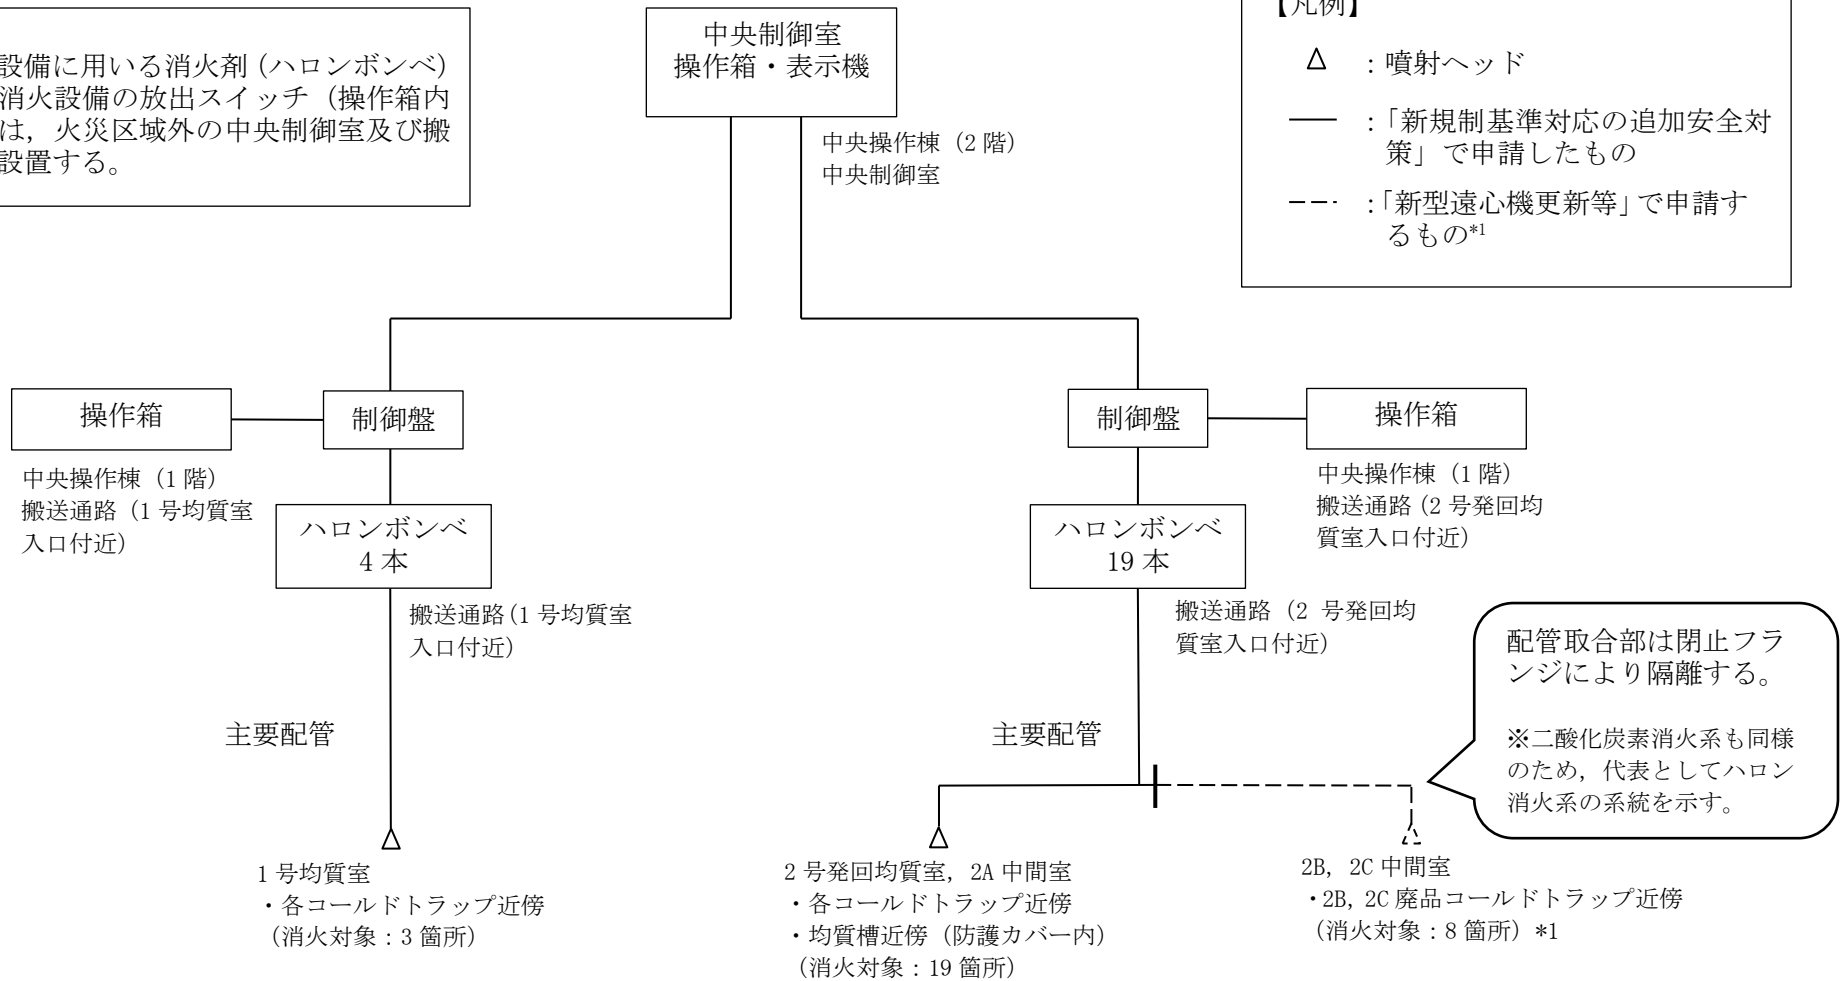 設備に用いる消火剤（ハロンボンベ）
消火設備の放出スイッチ（操作箱内
は，火災区域外の中央制御室及び搬
設置する。
中央制御室
操作箱・表示機
中央操作棟（2 階）
中央制御室
【凡例】
△ ：噴射ヘッド
：「新規制基準対応の追加安全対
策」で申請したもの
：「新型遠心機更新等」で申請す
るもの*1
操作箱
制御盤
中央操作棟（1 階）
搬送通路（1 号均質室
入口付近）
ハロンボンベ
4 本
搬送通路（1 号均質室
入口付近）
主要配管
1 号均質室
・各コールドトラップ近傍
（消火対象：3 箇所）
制御盤
操作箱
中央操作棟（1 階）
搬送通路（2 号発回均
質室入口付近）
ハロンボンベ
19 本
搬送通路（2 号発回均
質室入口付近）
主要配管
配管取合部は閉止フラ
ンジにより隔離する。
※二酸化炭素消火系も同様
のため，代表としてハロン
消火系の系統を示す。
2 号発回均質室，2A 中間室
・各コールドトラップ近傍
・均質槽近傍（防護カバー内）
（消火対象：19 箇所）
2B，2C 中間室
・2B，2C 廃品コールドトラップ近傍
（消火対象：8 箇所）*1